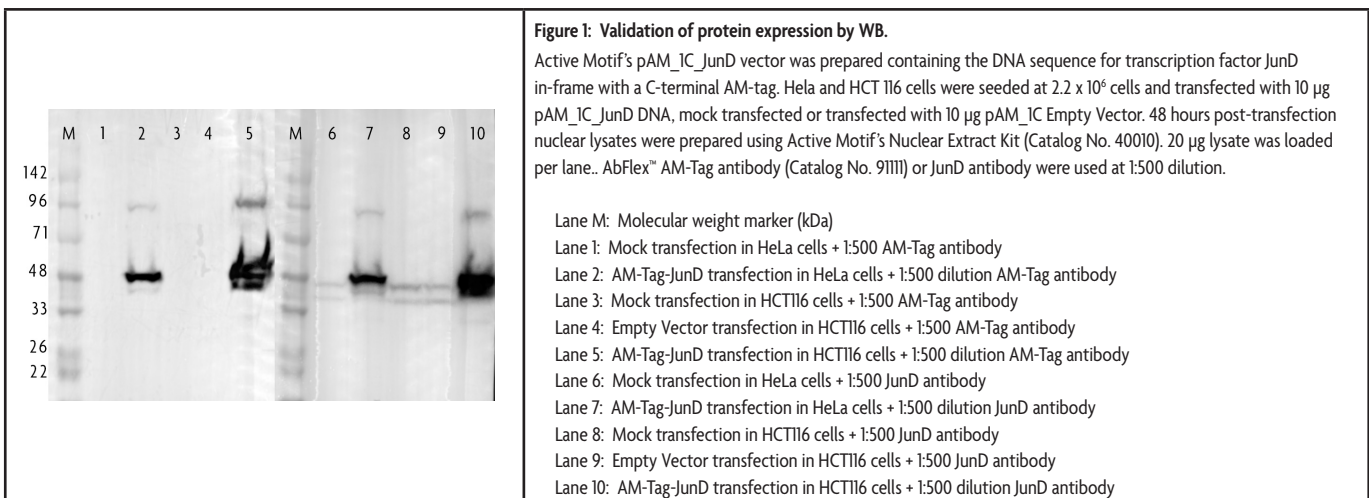 M 1 2 3 4 5 M 6 7 8 9 10
142
96
71
48
33
26
22
Figure 1: Validation of protein expression by WB.
Active Motif's pAM_1C_JunD vector was prepared containing the DNA sequence for transcription factor JunD
in-frame with a C-terminal AM-tag. Hela and HCT 116 cells were seeded at 2.2 x 10⁶ cells and transfected with 10 µg
pAM_1C_JunD DNA, mock transfected or transfected with 10 µg pAM_1C Empty Vector. 48 hours post-transfection
nuclear lysates were prepared using Active Motif's Nuclear Extract Kit (Catalog No. 40010). 20 µg lysate was loaded
per lane.. AbFlex™ AM-Tag antibody (Catalog No. 91111) or JunD antibody were used at 1:500 dilution.
Lane M: Molecular weight marker (kDa)
Lane 1: Mock transfection in HeLa cells + 1:500 AM-Tag antibody
Lane 2: AM-Tag-JunD transfection in HeLa cells + 1:500 dilution AM-Tag antibody
Lane 3: Mock transfection in HCT116 cells + 1:500 AM-Tag antibody
Lane 4: Empty Vector transfection in HCT116 cells + 1:500 AM-Tag antibody
Lane 5: AM-Tag-JunD transfection in HCT116 cells + 1:500 dilution AM-Tag antibody
Lane 6: Mock transfection in HeLa cells + 1:500 JunD antibody
Lane 7: AM-Tag-JunD transfection in HeLa cells + 1:500 dilution JunD antibody
Lane 8: Mock transfection in HCT116 cells + 1:500 JunD antibody
Lane 9: Empty Vector transfection in HCT116 cells + 1:500 JunD antibody
Lane 10: AM-Tag-JunD transfection in HCT116 cells + 1:500 dilution JunD antibody